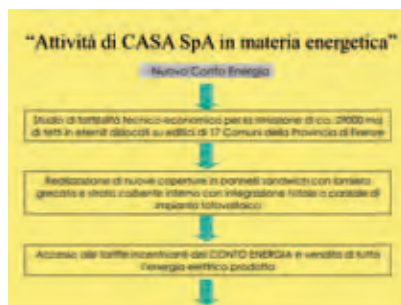 “Attività di CASA SpA in materia energetica”
Nuovo Conto Energia
Studio di fattibilità tecnico economico per la rimozione di ca. 29000 mq
di tetti in eternit dislocati su edifici di 17 Comuni della Provincia di Firenze
Realizzazione di nuove coperture in pannelli sandwich con lamiera
grecata e strato coibente interno con integrazione totale o parziale di
impianto fotovoltaico
Accesso alle tariffe incentivanti del CONTO ENERGIA e vendita di tutta
l'energia elettrica prodotta